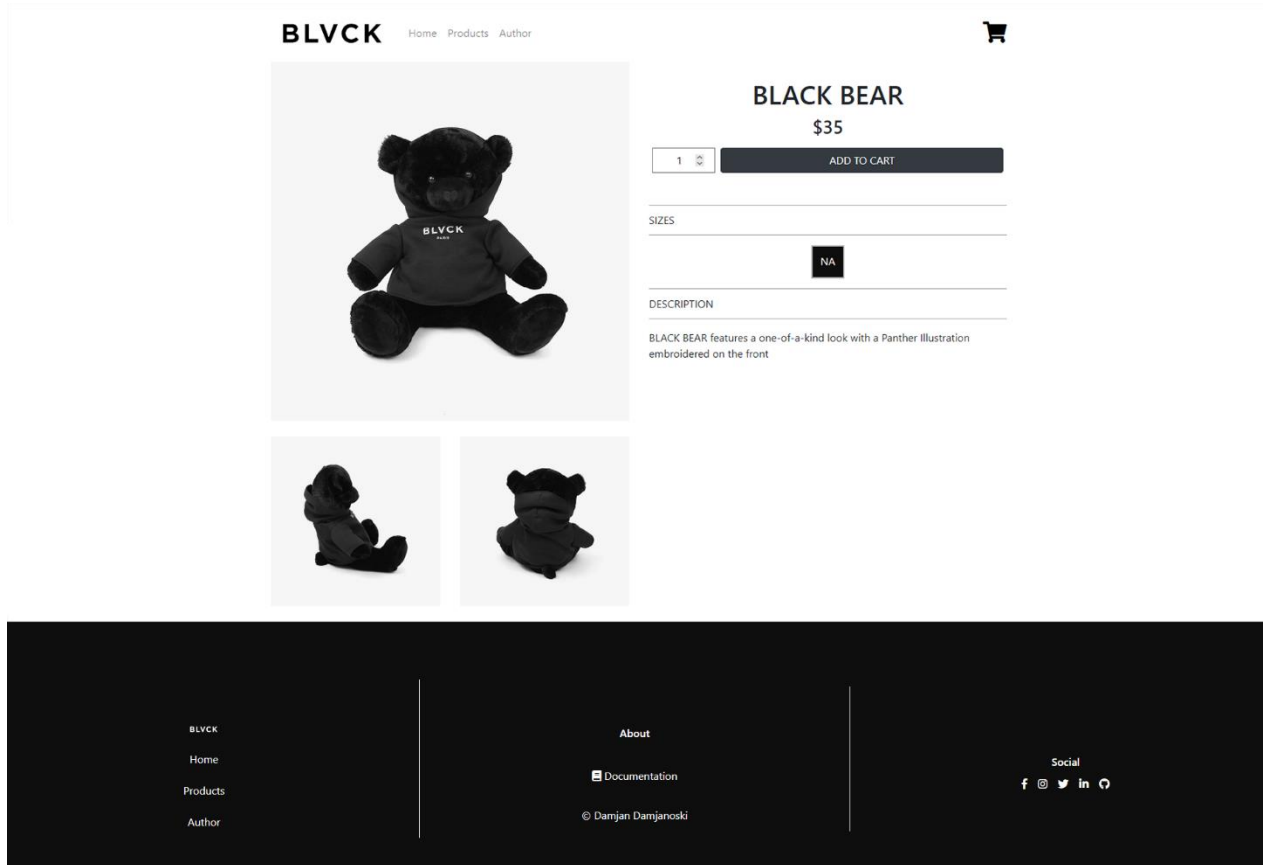 BLVCK Home Products Author
BLACK BEAR
$35
1 ADD TO CART
SIZES
NA
DESCRIPTION
BLACK BEAR features a one-of-a-kind look with a Panther Illustration
embroidered on the front
BLVCK
PARIS
BLVCK
Home
Products
Author
About
Documentation
© Damjan Damjanoski
Social